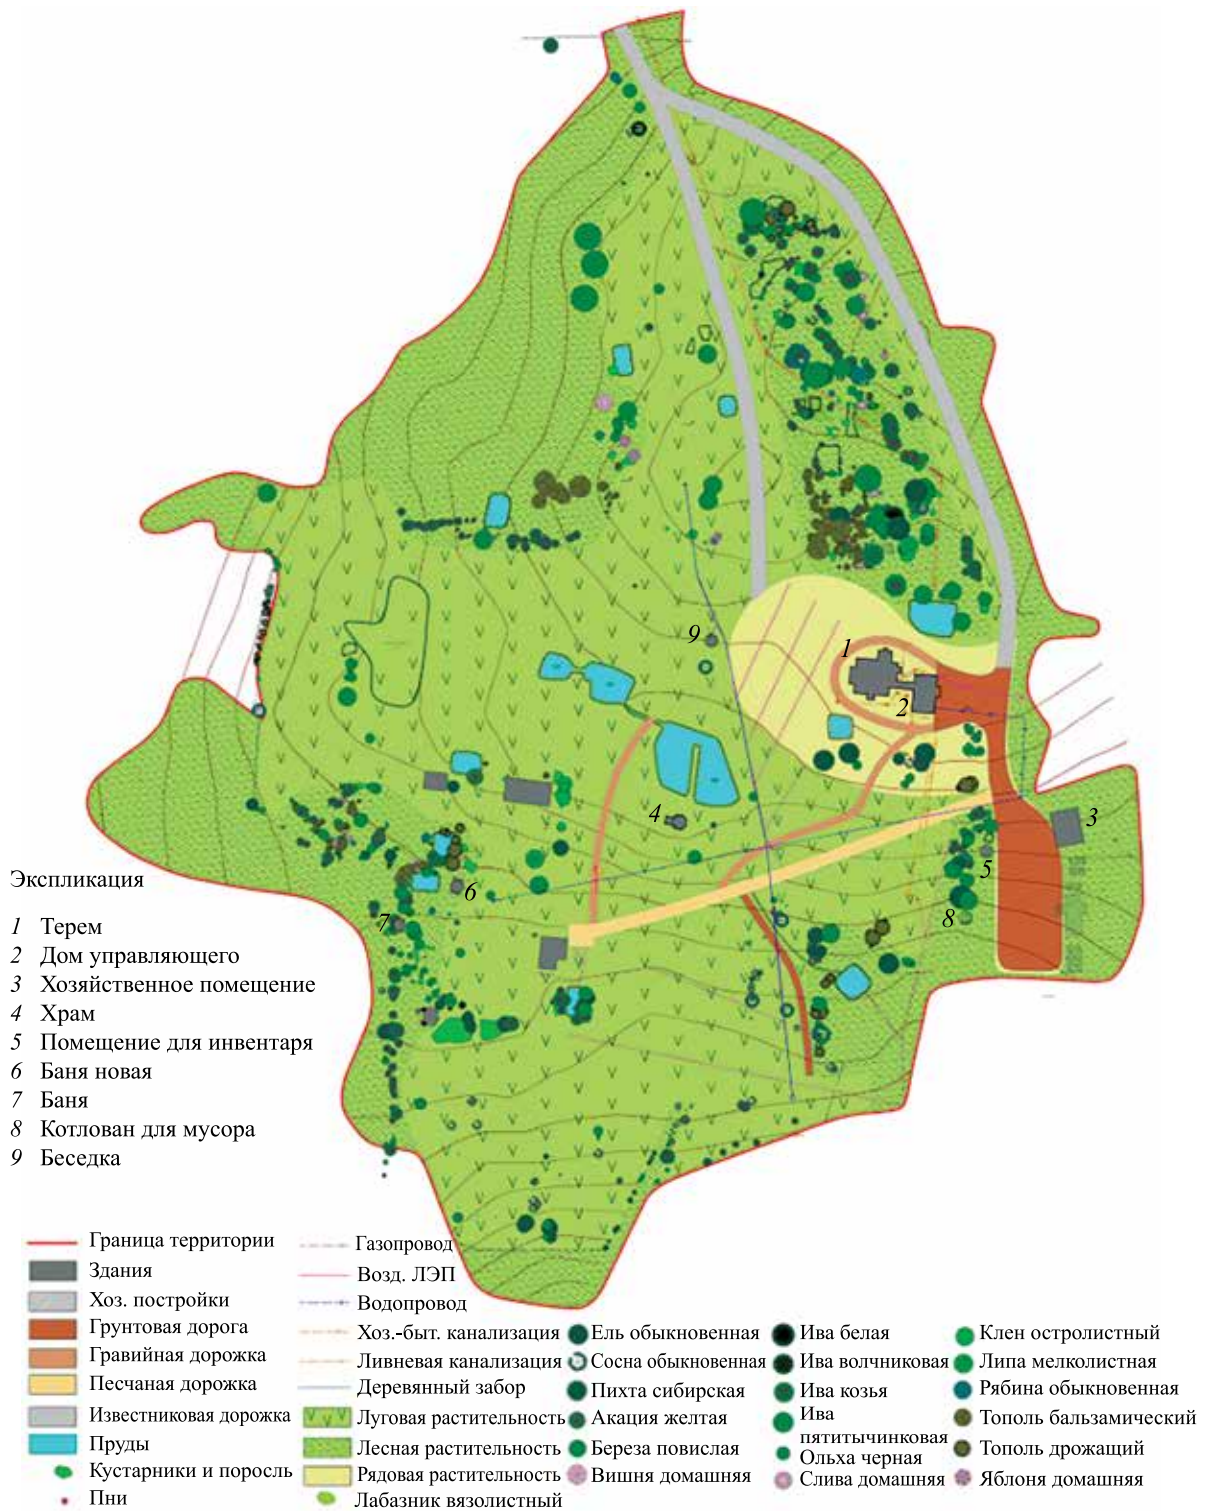 1
2
3
4
5
6
7
8
9
Экспликация
1 Терем
2 Дом управляющего
3 Хозяйственное помещение
4 Храм
5 Помещение для инвентаря
6 Баня новая
7 Баня
8 Котлован для мусора
9 Беседка
Граница территории
Здания
Хоз. постройки
Грунтовая дорога
Гравийная дорожка
Песчаная дорожка
Известниковая дорожка
Пруды
Кустарники и поросль
Пни
Газопровод
Возд. ЛЭП
Водопровод
Хоз.-быт. канализация
Ливневая канализация
Деревянный забор
Луговая растительность
Лесная растительность
Рядовая растительность
Лабазник вязолистный
Ель обыкновенная
Сосна обыкновенная
Пихта сибирская
Акация желтая
Береза повислая
Вишня домашняя
Ива белая
Ива волчниковая
Ива козья
Ива
пятитычинковая
Ольха черная
Слива домашняя
Клен остролистный
Липа мелколистная
Рябина обыкновенная
Тополь бальзамический
Тополь дрожащий
Яблоня домашняя